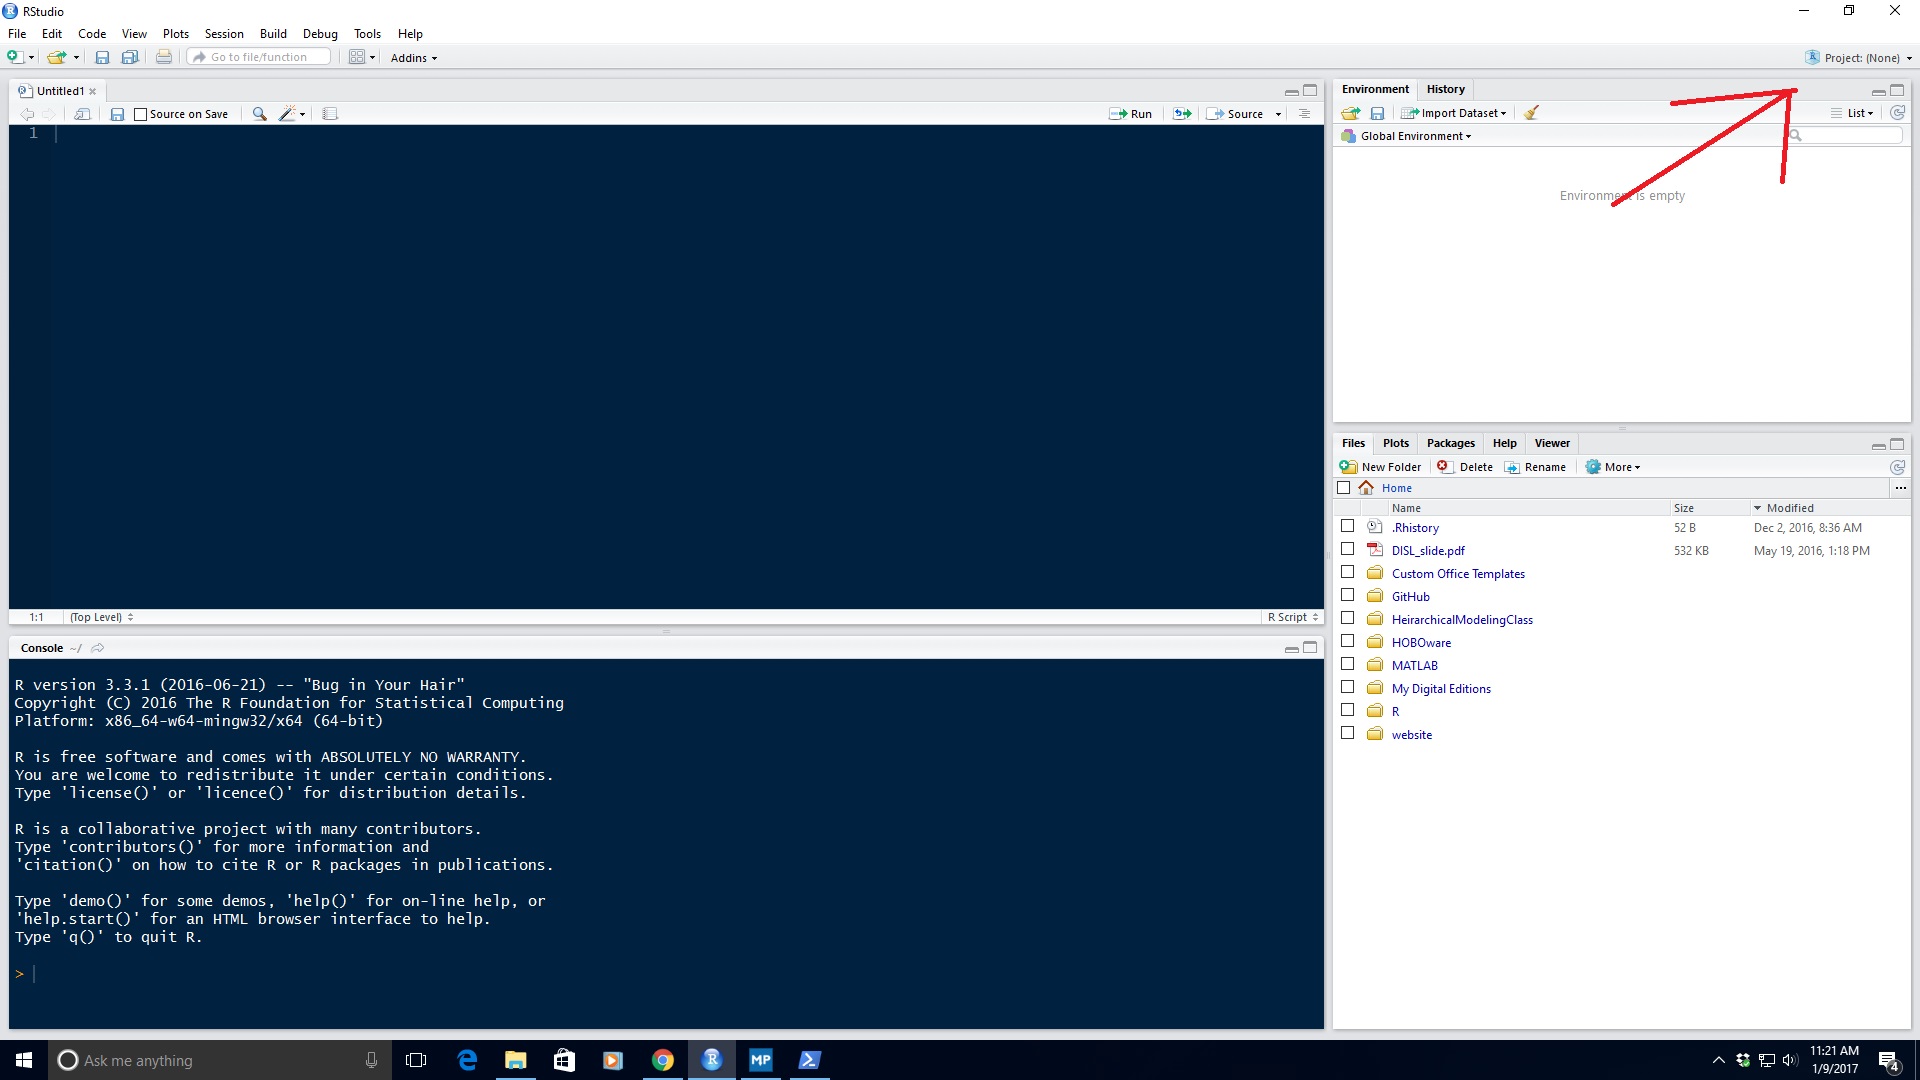 RStudio
File Edit Code View Plots Session Build Debug Tools Help
Go to file/function Addins Project: (None)
Untitled1
Source on Save Run Source
1
1:1 (Top Level) R Script
Console ~/
R version 3.3.1 (2016-06-21) -- "Bug in Your Hair"
Copyright (C) 2016 The R Foundation for Statistical Computing
Platform: x86_64-w64-mingw32/x64 (64-bit)
R is free software and comes with ABSOLUTELY NO WARRANTY.
You are welcome to redistribute it under certain conditions.
Type 'license()' or 'licence()' for distribution details.
R is a collaborative project with many contributors.
Type 'contributors()' for more information and
'citation()' on how to cite R or R packages in publications.
Type 'demo()' for some demos, 'help()' for on-line help, or
'help.start()' for an HTML browser interface to help.
Type 'q()' to quit R.
>
Environment History
Import Dataset List
Global Environment
Environment is empty
Files Plots Packages Help Viewer
New Folder Delete Rename More
Home ...
Name Size Modified
.Rhistory 52 B Dec 2, 2016, 8:36 AM
DISL_slide.pdf 532 KB May 19, 2016, 1:18 PM
Custom Office Templates
GitHub
HeirarchicalModelingClass
HOBOware
MATLAB
My Digital Editions
R
website
Ask me anything MP 11:21 AM
1/9/2017 4